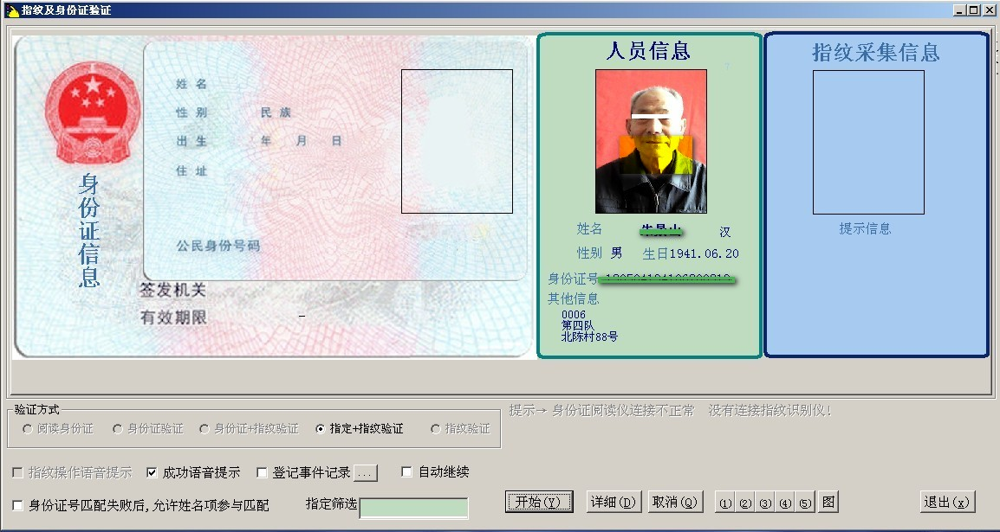 指纹及身份证验证
姓名
性别 民族
出生 年 月 日
住址
公民身份号码
身份证信息
签发机关
有效期限 —
人员信息
姓名 汉
性别 男 生日1941.06.20
身份证号
其他信息
0006
第四队
北陈村88号
指纹采集信息
提示信息
验证方式
阅读身份证 身份证验证 身份证+指纹验证 指定+指纹验证 指纹验证
提示→ 身份证阅读仪连接不正常 没有连接指纹识别仪!
指纹操作语音提示 成功语音提示 登记事件记录 ... 自动继续
身份证号匹配失败后,允许姓名项参与匹配 指定筛选
开始(Y) 详细(D) 取消(Q) (1) (2) (3) (4) (5) 图 退出(x)